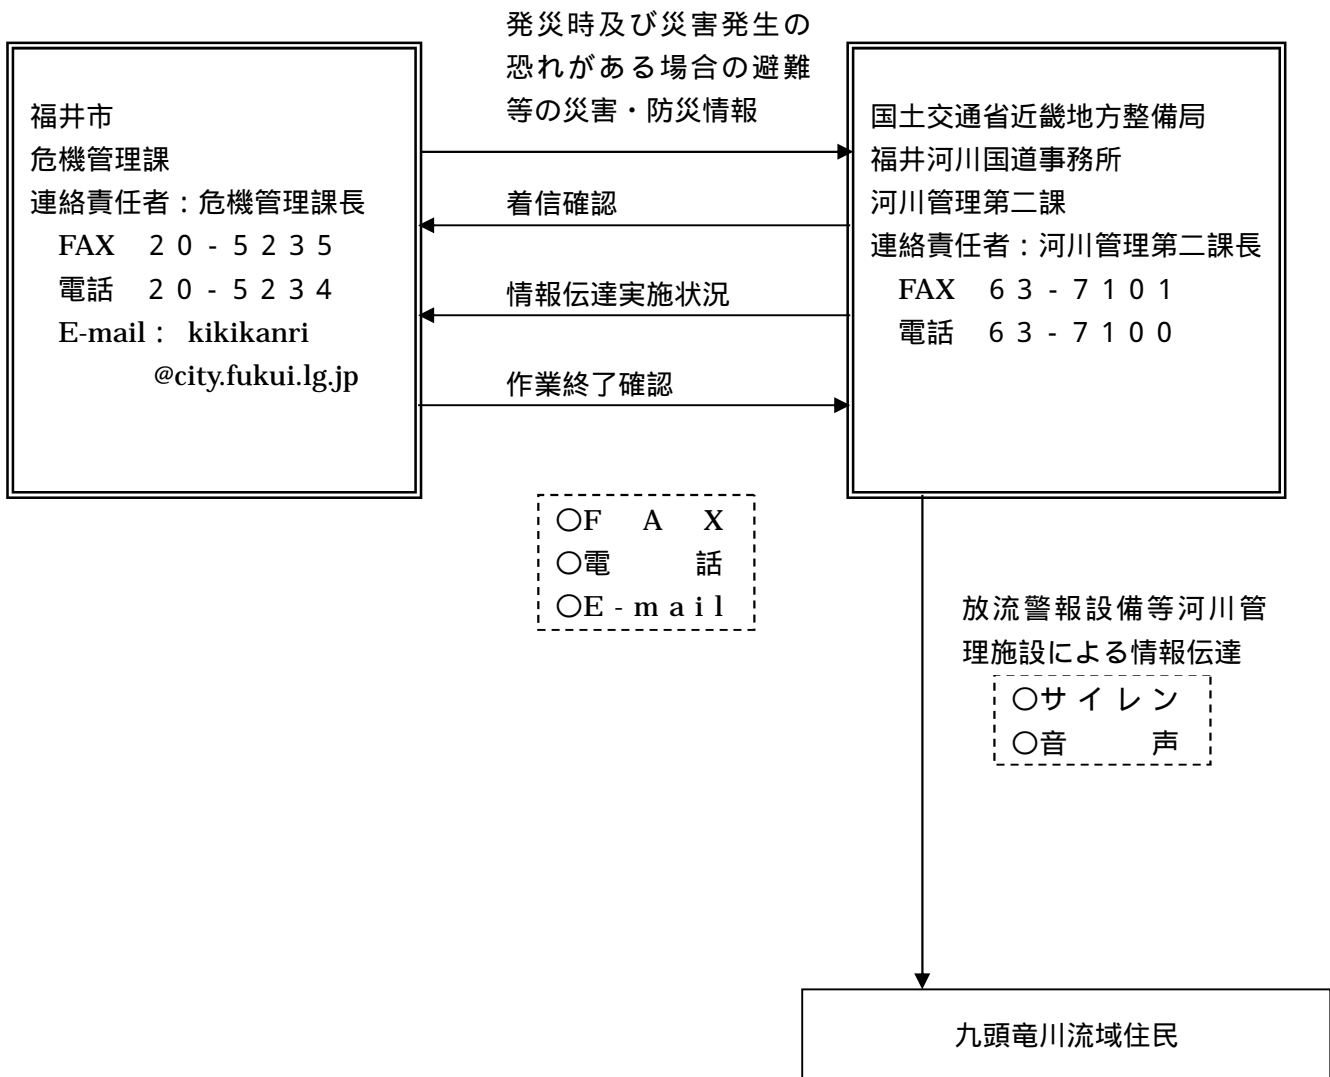 発災時及び災害発生の
恐れがある場合の避難
等の災害・防災情報
福井市
危機管理課
連絡責任者:危機管理課長
FAX 20-5235
電話 20-5234
E-mail: kikikanri
@city.fukui.lg.jp
着信確認
情報伝達実施状況
作業終了確認
国土交通省近畿地方整備局
福井河川国道事務所
河川管理第二課
連絡責任者:河川管理第二課長
FAX 63-7101
電話 63-7100
○FAX
○電話
○E-mail
放流警報設備等河川管
理施設による情報伝達
○サイレン
○音声
九頭竜川流域住民